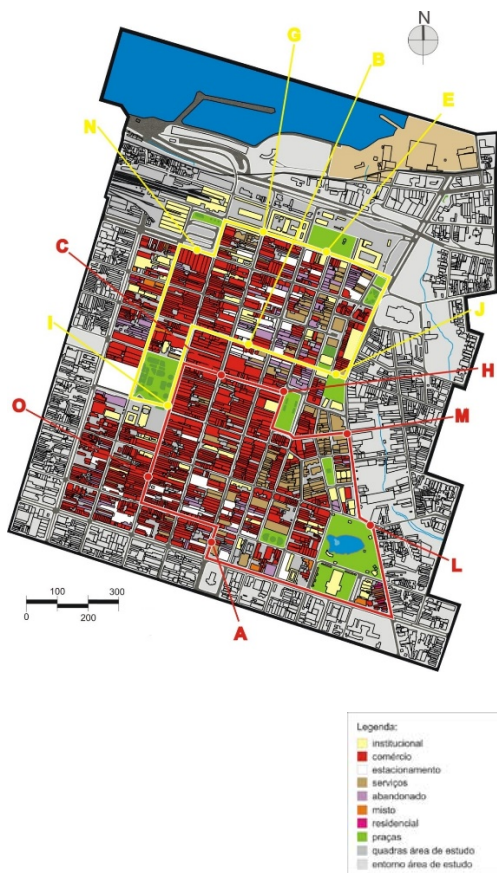 N
G
B
E
N
C
J
I
H
O
M
L
A
100 300
0 200
Legenda:
institucional
comércio
estacionamento
serviços
abandonado
misto
residencial
praças
quadras área de estudo
entorno área de estudo